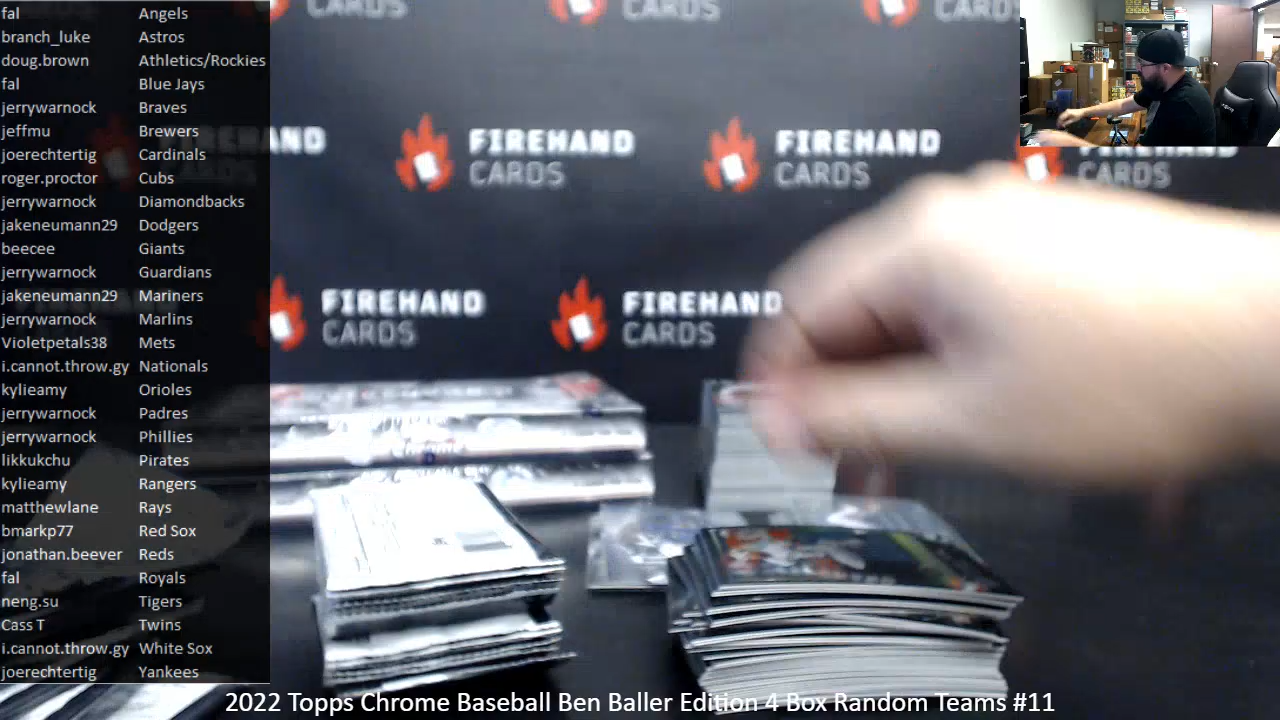 fal Angels
branch_luke Astros
doug.brown Athletics/Rockies
fal Blue Jays
jerrywarnock Braves
jeffmu Brewers
joerechtertig Cardinals
roger.proctor Cubs
jerrywarnock Diamondbacks
jakeneumann29 Dodgers
beecee Giants
jerrywarnock Guardians
jakeneumann29 Mariners
jerrywarnock Marlins
Violetpetals38 Mets
i.cannot.throw.gy Nationals
kylieamy Orioles
jerrywarnock Padres
jerrywarnock Phillies
likkukchu Pirates
kylieamy Rangers
matthewlane Rays
bmarkp77 Red Sox
jonathan.beever Reds
fal Royals
neng.su Tigers
Cass T Twins
i.cannot.throw.gy White Sox
joerechtertig Yankees
CARDS CARDS CARDS
FIREHAND FIREHAND
CARDS CARDS CARDS
FIREHAND FIREHAND
CARDS CARDS
2022 Topps Chrome Baseball Ben Baller Edition 4 Box Random Teams #11